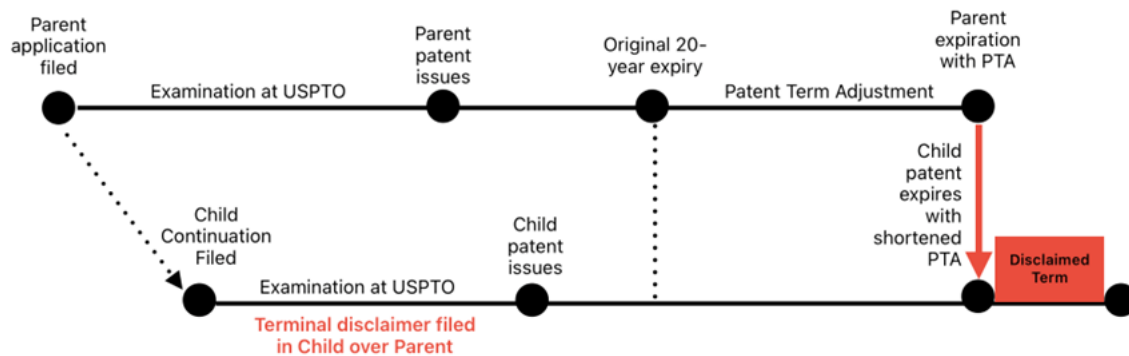 Parent
application
filed
Examination at USPTO
Parent
patent
issues
Original 20-
year expiry
Patent Term Adjustment
Parent
expiration
with PTA
Child
Continuation
Filed
Examination at USPTO
Terminal disclaimer filed
in Child over Parent
Child
patent
issues
Child
patent
expires
with
shortened
PTA
Disclaimed
Term